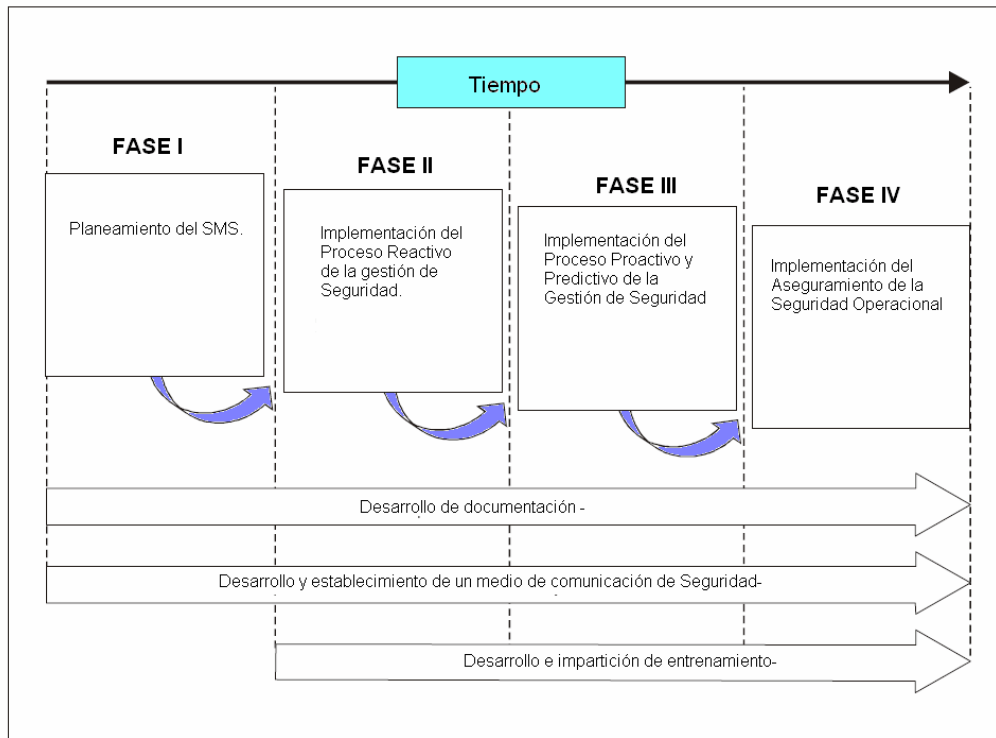 Tiempo
FASE I
Planeamiento del SMS.
FASE II
Implementación del
Proceso Reactivo
de la gestión de
Seguridad.
FASE III
Implementación del
Proceso Proactivo y
Predictivo de la
Gestión de Seguridad
FASE IV
Implementación del
Aseguramiento de la
Seguridad Operacional
Desarrollo de documentación -
Desarrollo y establecimiento de un medio de comunicación de Seguridad-
Desarrollo e impartición de entrenamiento-